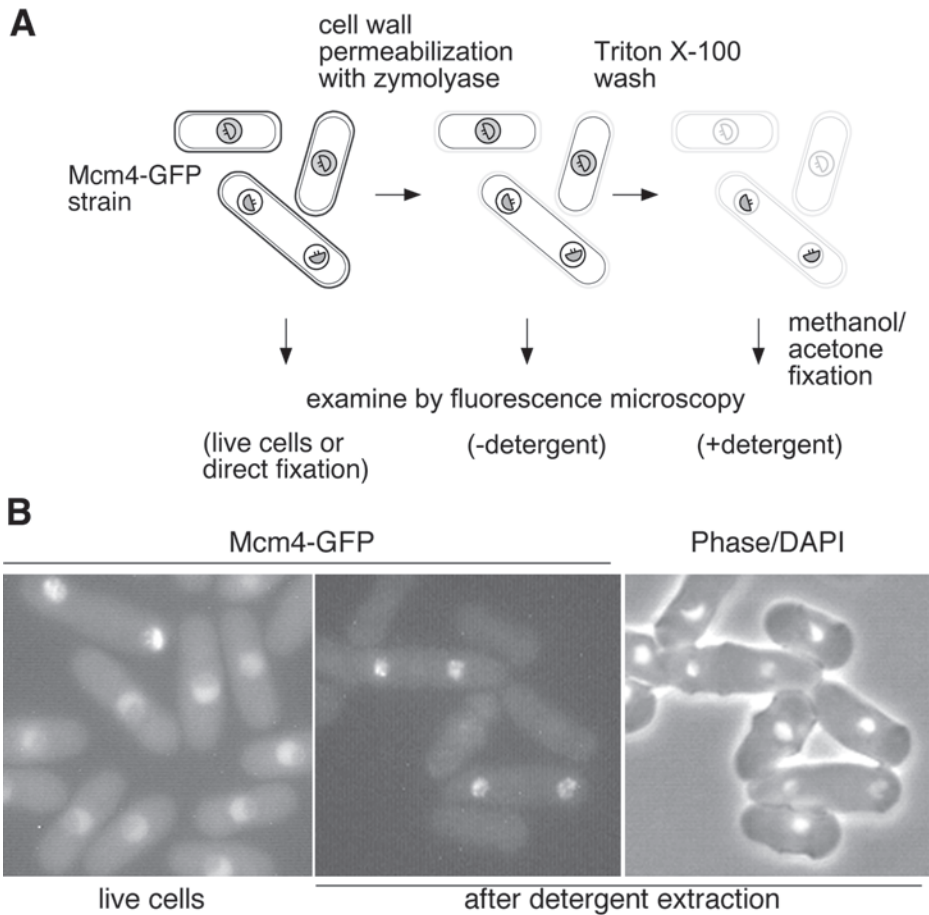 A
cell wall
permeabilization
with zymolyase
Triton X-100
wash
Mcm4-GFP
strain
methanol/
acetone
fixation
examine by fluorescence microscopy
(live cells or
direct fixation)
(-detergent)
(+detergent)
B
Mcm4-GFP
Phase/DAPI
live cells
after detergent extraction